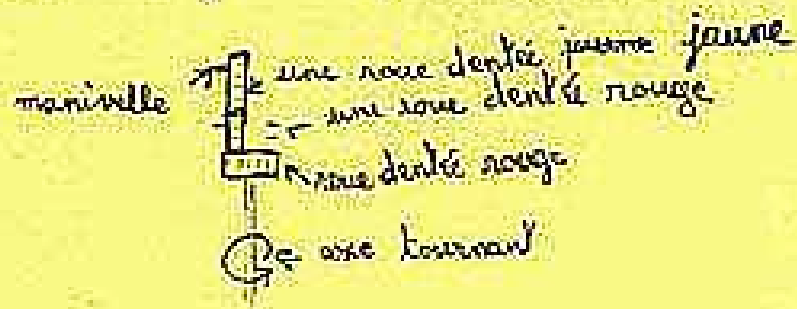 une roue dentée jaune jaune
manivelle
une roue dentée rouge
roue dentée rouge
axe tournant